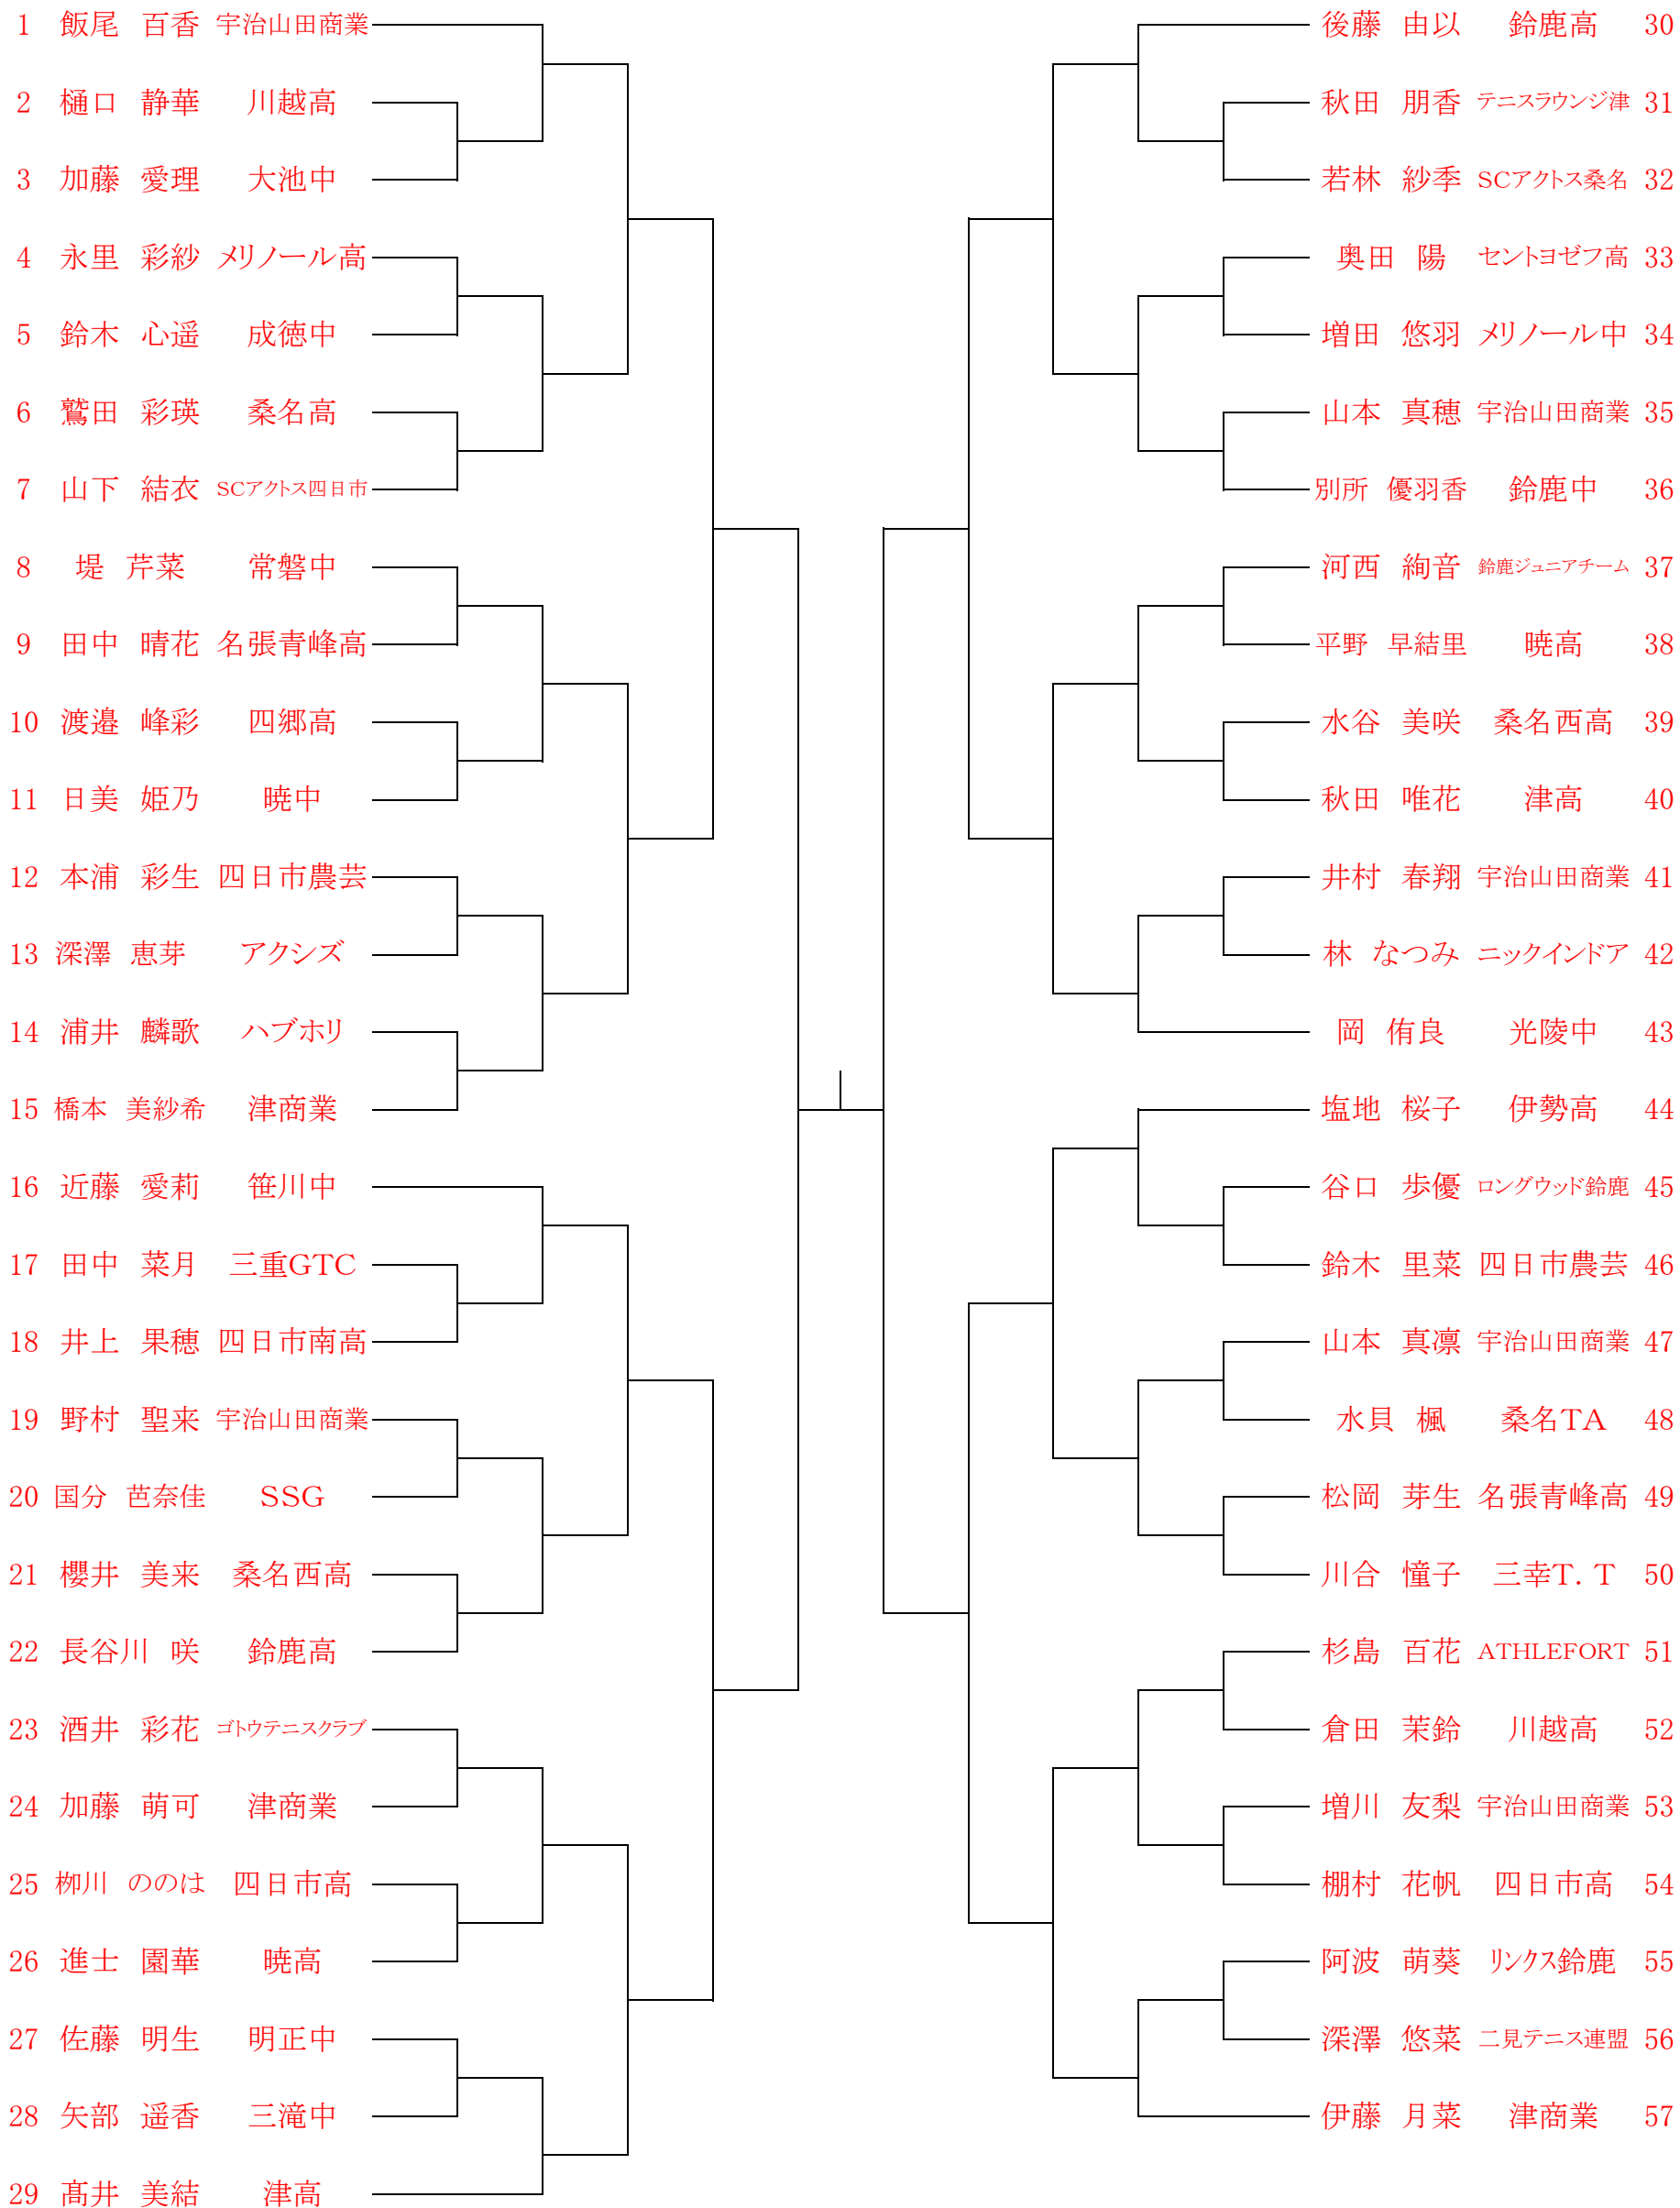 1 飯尾 百香 宇治山田商業
2 樋口 静華 川越高
3 加藤 愛理 大池中
4 永里 彩紗 メリノール高
5 鈴木 心遥 成徳中
6 鷲田 彩瑛 桑名高
7 山下 結衣 SCアクトス四日市
8 堤 芹菜 常磐中
9 田中 晴花 名張青峰高
10 渡邉 峰彩 四郷高
11 日美 姫乃 暁中
12 本浦 彩生 四日市農芸
13 深澤 恵芽 アクシズ
14 浦井 麟歌 ハブホリ
15 橋本 美紗希 津商業
16 近藤 愛莉 笹川中
17 田中 菜月 三重GTC
18 井上 果穂 四日市南高
19 野村 聖来 宇治山田商業
20 国分 芭奈佳 SSG
21 櫻井 美来 桑名西高
22 長谷川 咲 鈴鹿高
23 酒井 彩花 ゴトウテニスクラブ
24 加藤 萌可 津商業
25 栁川 ののは 四日市高
26 進士 園華 暁高
27 佐藤 明生 明正中
28 矢部 遥香 三滝中
29 髙井 美結 津高
後藤 由以 鈴鹿高 30
秋田 朋香 テニスラウンジ津 31
若林 紗季 SCアクトス桑名 32
奥田 陽 セントヨゼフ高 33
増田 悠羽 メリノール中 34
山本 真穂 宇治山田商業 35
別所 優羽香 鈴鹿中 36
河西 絢音 鈴鹿ジュニアチーム 37
平野 早結里 暁高 38
水谷 美咲 桑名西高 39
秋田 唯花 津高 40
井村 春翔 宇治山田商業 41
林 なつみ ニックインドア 42
岡 侑良 光陵中 43
塩地 桜子 伊勢高 44
谷口 歩優 ロングウッド鈴鹿 45
鈴木 里菜 四日市農芸 46
山本 真凛 宇治山田商業 47
水貝 楓 桑名TA 48
松岡 芽生 名張青峰高 49
川合 憧子 三幸T.T 50
杉島 百花 ATHLEFORT 51
倉田 茉鈴 川越高 52
増川 友梨 宇治山田商業 53
棚村 花帆 四日市高 54
阿波 萌葵 リンクス鈴鹿 55
深澤 悠菜 二見テニス連盟 56
伊藤 月菜 津商業 57